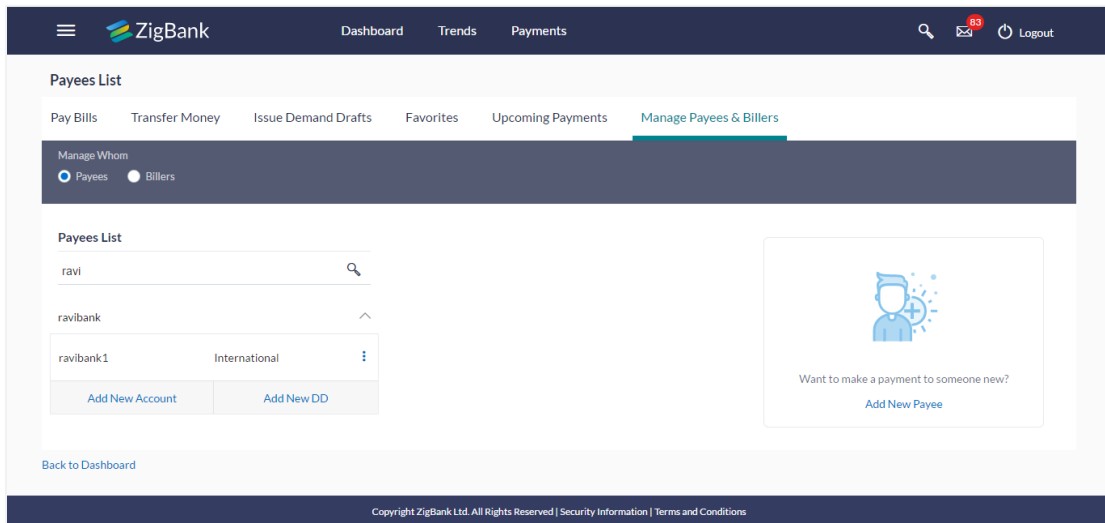 ZigBank Dashboard Trends Payments 83 Logout
Payees List
Pay Bills Transfer Money Issue Demand Drafts Favorites Upcoming Payments Manage Payees & Billers
Manage Whom
Payees Billers
Payees List
ravi
ravibank
ravibank1 International
Add New Account Add New DD
Want to make a payment to someone new?
Add New Payee
Back to Dashboard
Copyright ZigBank Ltd. All Rights Reserved | Security Information | Terms and Conditions